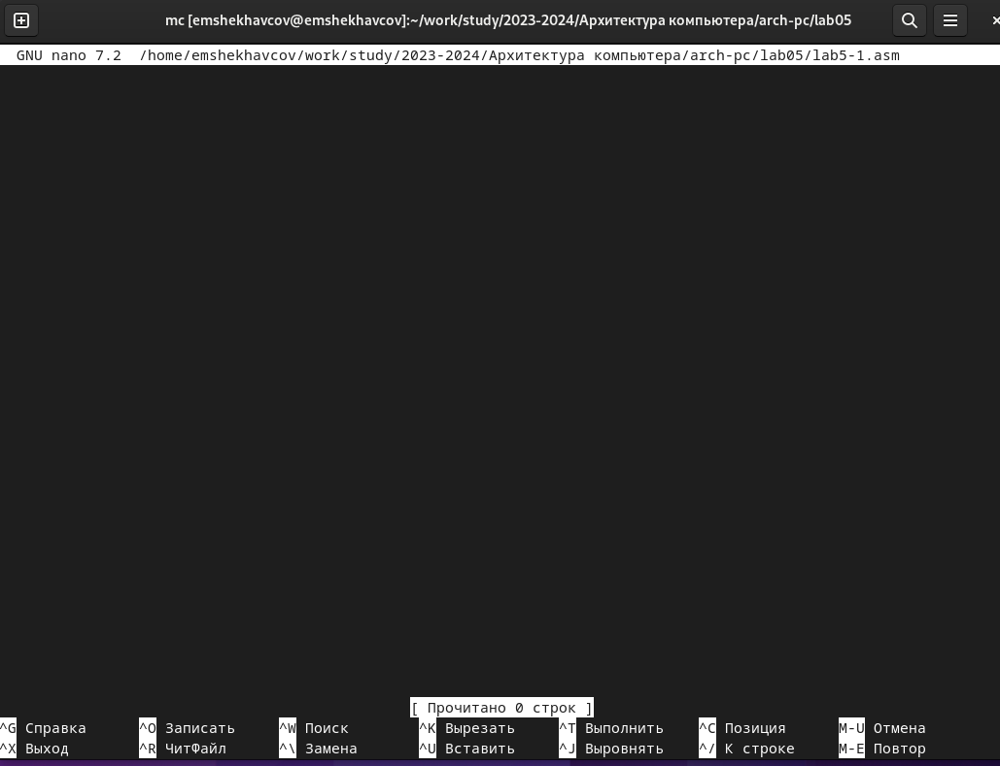 mc [emshekhavcov@emshekhavcov]:~/work/study/2023-2024/Архитектура компьютера/arch-pc/lab05
GNU nano 7.2 /home/emshekhavcov/work/study/2023-2024/Архитектура компьютера/arch-pc/lab05/lab5-1.asm
[ Прочитано 0 строк ]
^G Справка ^O Записать ^W Поиск ^K Вырезать ^T Выполнить ^C Позиция M-U Отмена
^X Выход ^R ЧитФайл ^\ Замена ^U Вставить ^J Выровнять ^/ К строке M-E Повтор